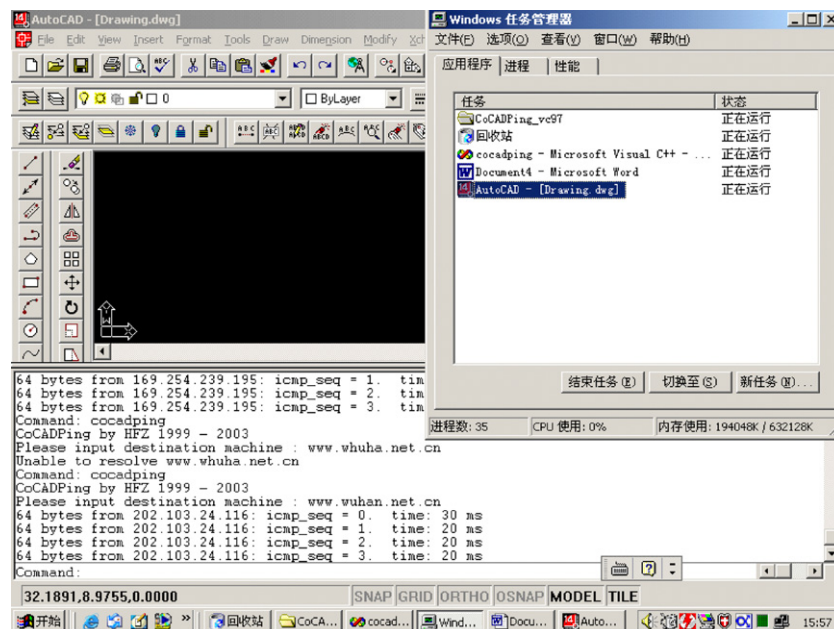 AutoCAD - [Drawing.dwg]
File Edit View Insert Format Tools Draw Dimension Modify
0
ByLayer
Windows 任务管理器
文件(F) 选项(O) 查看(V) 窗口(W) 帮助(H)
应用程序 进程 性能
任务 状态
CoCADPing_vc97 正在运行
回收站 正在运行
cocadping - Microsoft Visual C++ - ... 正在运行
Document4 - Microsoft Word 正在运行
AutoCAD - [Drawing.dwg] 正在运行
结束任务(E) 切换至(S) 新任务(N)...
进程数: 35 CPU 使用: 0% 内存使用: 194048K / 632128K
64 bytes from 169.254.239.195: icmp_seq = 1. tim
64 bytes from 169.254.239.195: icmp_seq = 2. tim
64 bytes from 169.254.239.195: icmp_seq = 3. tim
Command: cocadping
CoCADPing by HFZ 1999 - 2003
Please input destination machine : www.whuha.net.cn
Unable to resolve www.whuha.net.cn
Command: cocadping
CoCADPing by HFZ 1999 - 2003
Please input destination machine : www.wuhan.net.cn
64 bytes from 202.103.24.116: icmp_seq = 0. time: 30 ms
64 bytes from 202.103.24.116: icmp_seq = 1. time: 20 ms
64 bytes from 202.103.24.116: icmp_seq = 2. time: 20 ms
64 bytes from 202.103.24.116: icmp_seq = 3. time: 20 ms
Command:
32.1891,8.9755,0.0000 SNAP GRID ORTHO OSNAP MODEL TILE
开始 » 回收站 CoCA... cocad... Wind... Docu... Auto... 15:57